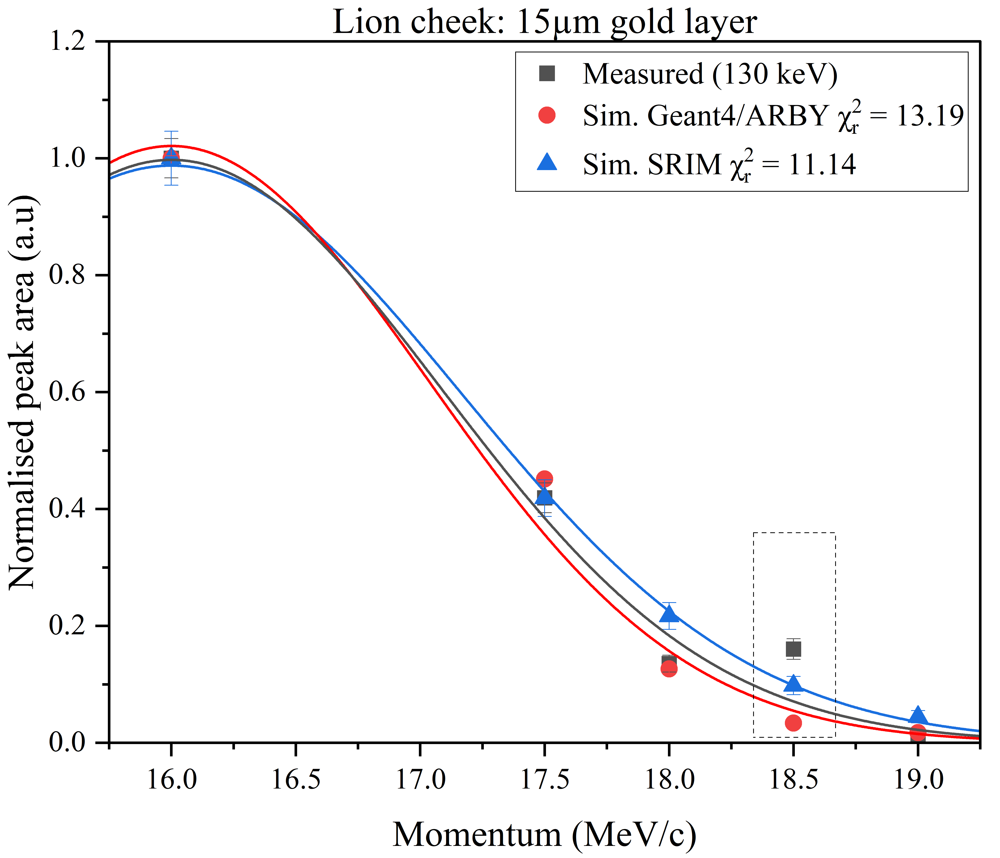 Lion cheek: 15μm gold layer
Measured (130 keV)
Sim. Geant4/ARBY χ²ᵣ = 13.19
Sim. SRIM χ²ᵣ = 11.14
Normalised peak area (a.u)
1.2
1.0
0.8
0.6
0.4
0.2
0.0
16.0 16.5 17.0 17.5 18.0 18.5 19.0
Momentum (MeV/c)